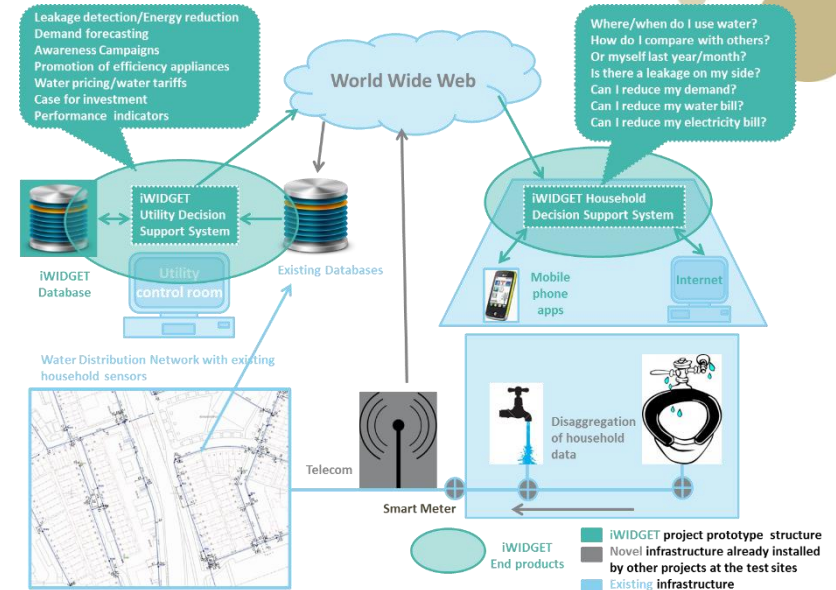 Leakage detection/Energy reduction
Demand forecasting
Awareness Campaigns
Promotion of efficiency appliances
Water pricing/water tariffs
Case for investment
Performance indicators
Where/when do I use water?
How do I compare with others?
Or myself last year/month?
Is there a leakage on my side?
Can I reduce my demand?
Can I reduce my water bill?
Can I reduce my electricity bill?
World Wide Web
iWIDGET
Utility Decision
Support System
iWIDGET Household
Decision Support System
iWIDGET
Database
Existing Databases
Utility
control room
Mobile
phone
apps
Internet
Water Distribution Network with existing
household sensors
Disaggregation
of household
data
Telecom
Smart Meter
iWIDGET
End products
iWIDGET project prototype structure
Novel infrastructure already installed
by other projects at the test sites
Existing infrastructure